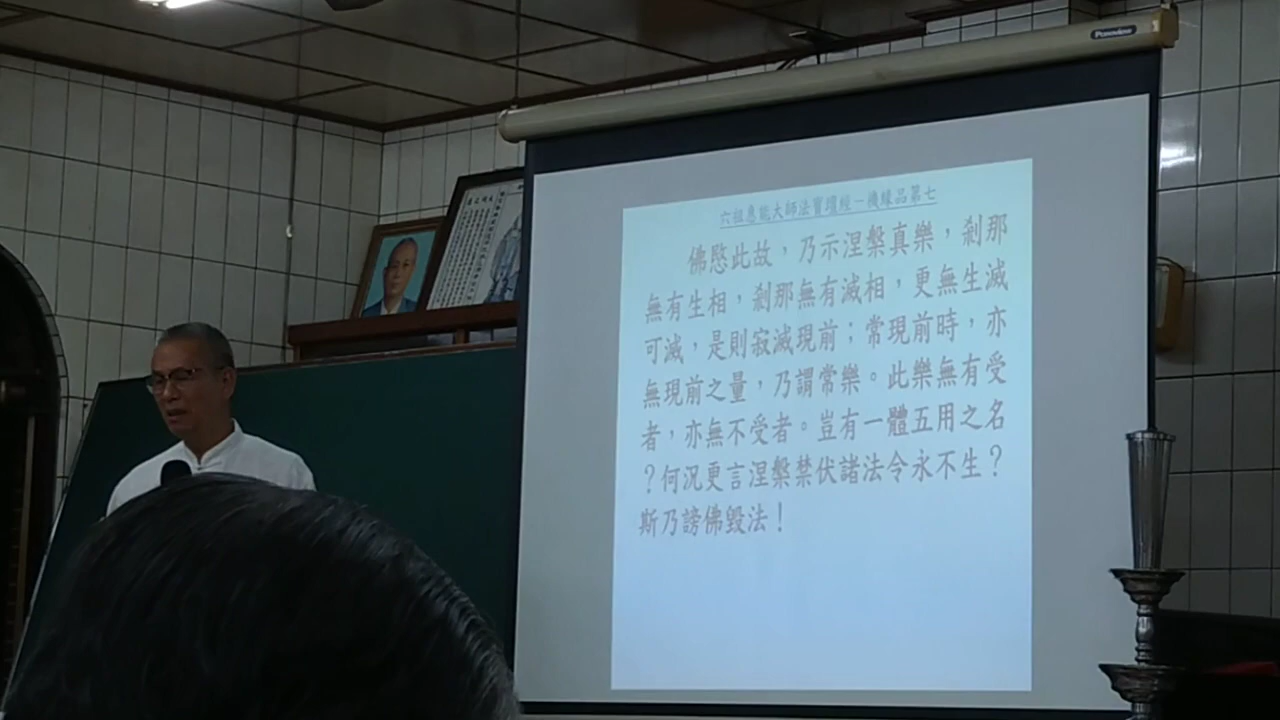 六祖惠能大師法寶壇經－機緣品第七
佛愍此故，乃示涅槃真樂，剎那
無有生相，剎那無有滅相，更無生滅
可滅，是則寂滅現前；常現前時，亦
無現前之量，乃謂常樂。此樂無有受
者，亦無不受者。豈有一體五用之名
？何況更言涅槃禁伏諸法令永不生？
斯乃謗佛毀法！